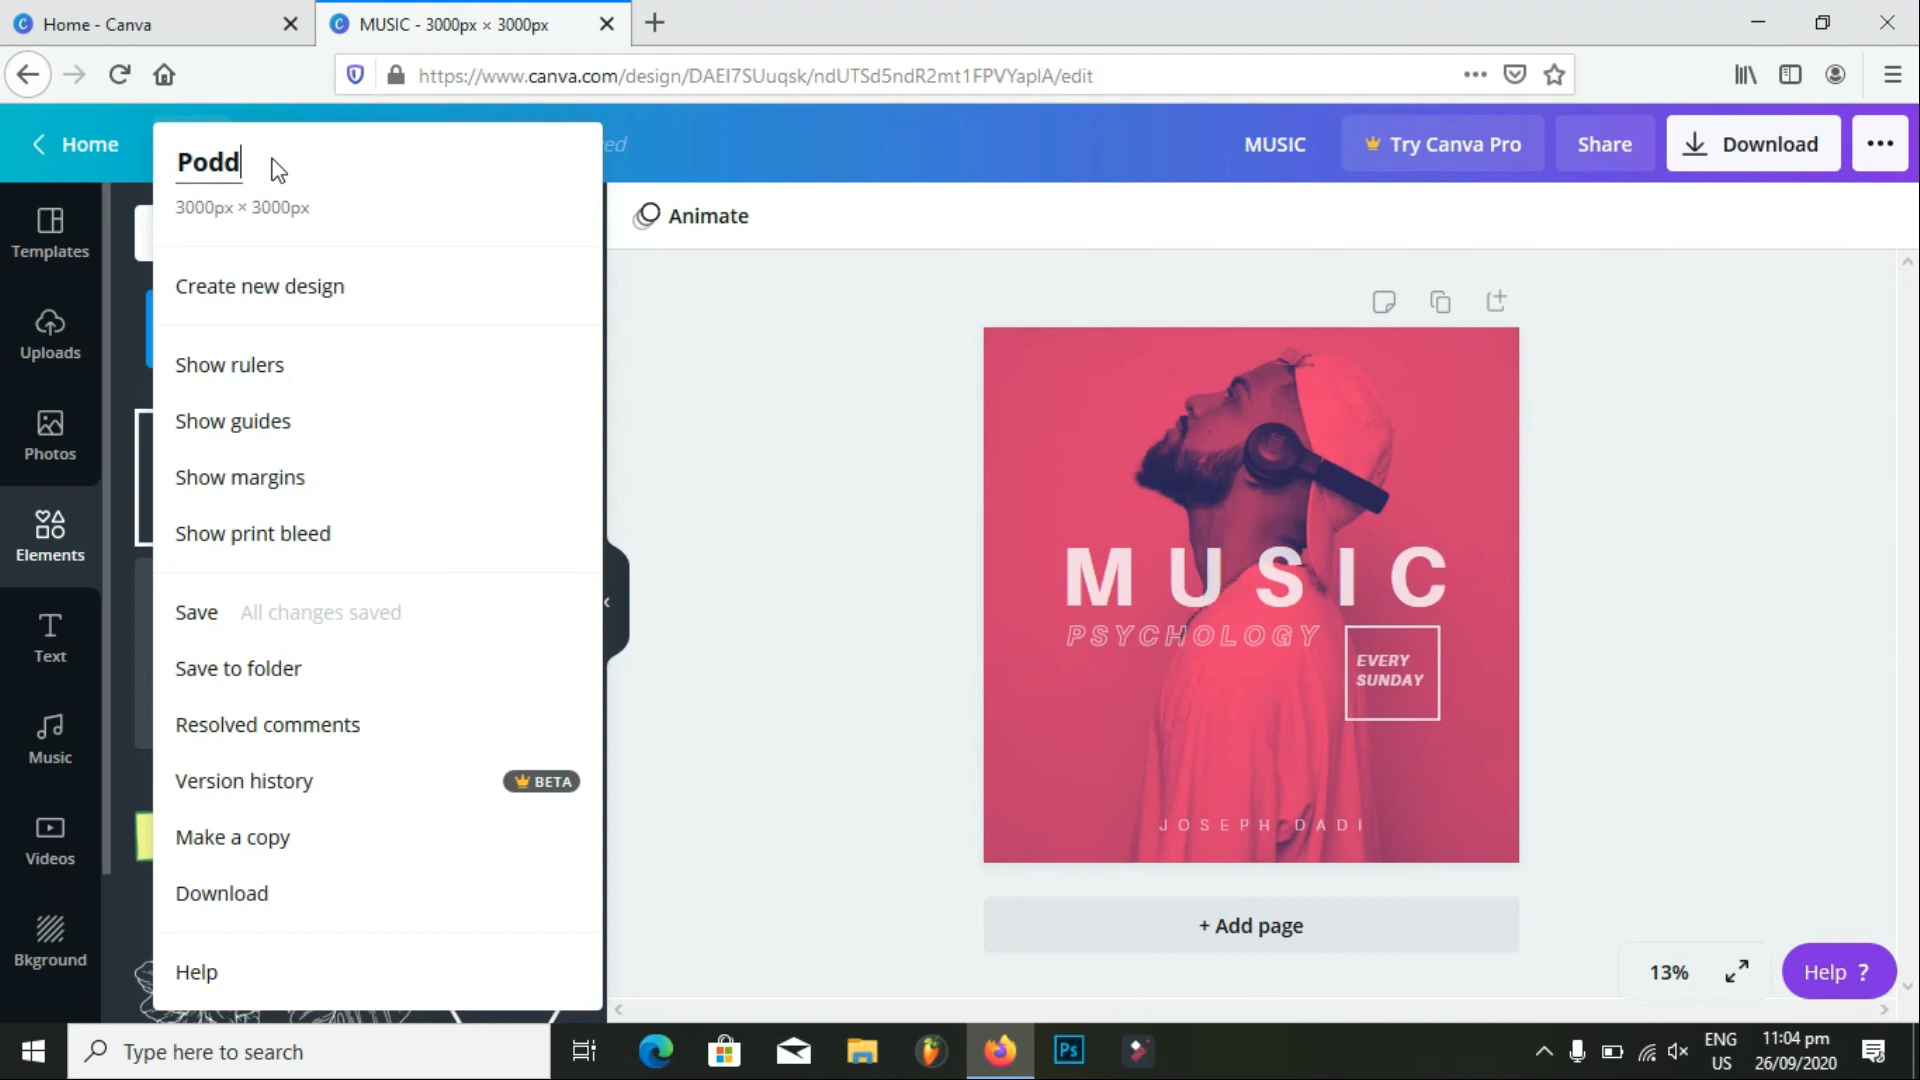 Home - Canva
MUSIC - 3000px × 3000px
https://www.canva.com/design/DAEI7SUuqsk/ndUTSd5ndR2mt1FPVYapIA/edit
Home
ed
MUSIC
Try Canva Pro
Share
Download
Podd
3000px × 3000px
Create new design
Show rulers
Show guides
Show margins
Show print bleed
Save All changes saved
Save to folder
Resolved comments
Version history BETA
Make a copy
Download
Help
Templates
Uploads
Photos
Elements
Text
Music
Videos
Bkground
Animate
MUSIC
PSYCHOLOGY
EVERY
SUNDAY
JOSEPH DADI
+ Add page
13%
Help ?
Type here to search
Ps
ENG
US
11:04 pm
26/09/2020